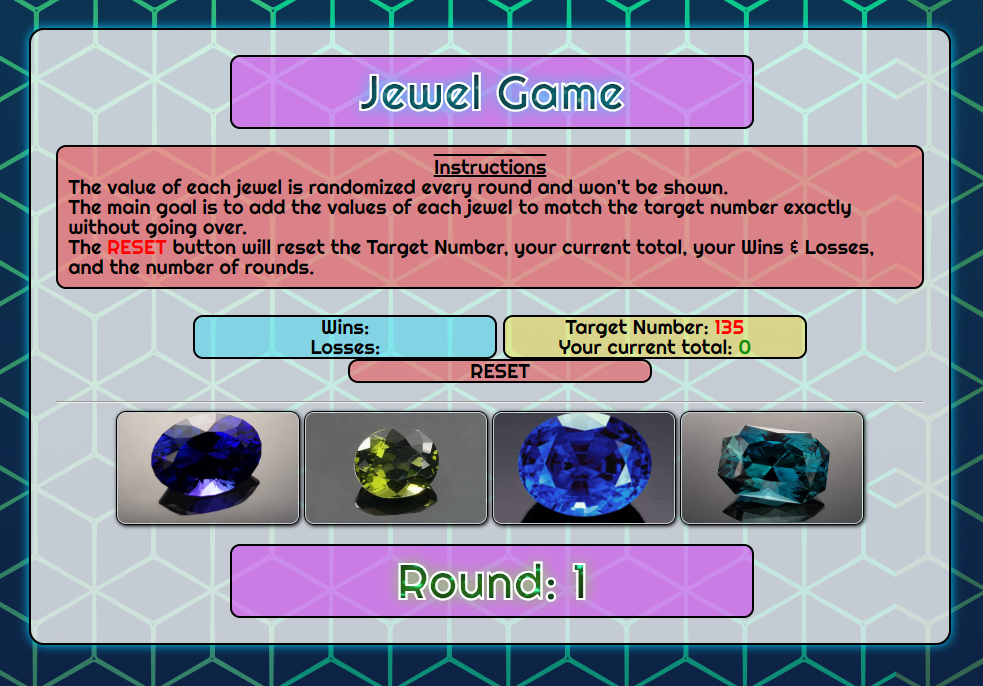 Jewel Game
Instructions
The value of each jewel is randomized every round and won't be shown.
The main goal is to add the values of each jewel to match the target number exactly
without going over.
The RESET button will reset the Target Number, your current total, your Wins & Losses,
and the number of rounds.
Wins:
Losses:
Target Number: 135
Your current total: 0
RESET
Round: 1